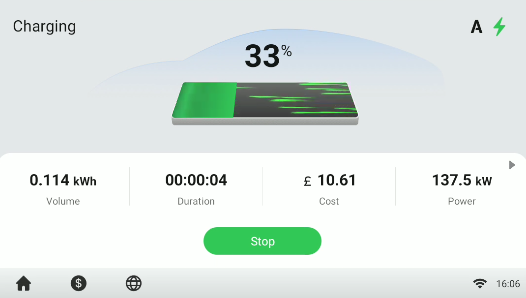 Charging
A
33%
0.114 kWh
00:00:04
£ 10.61
137.5 kW
Volume
Duration
Cost
Power
Stop
$
16:06